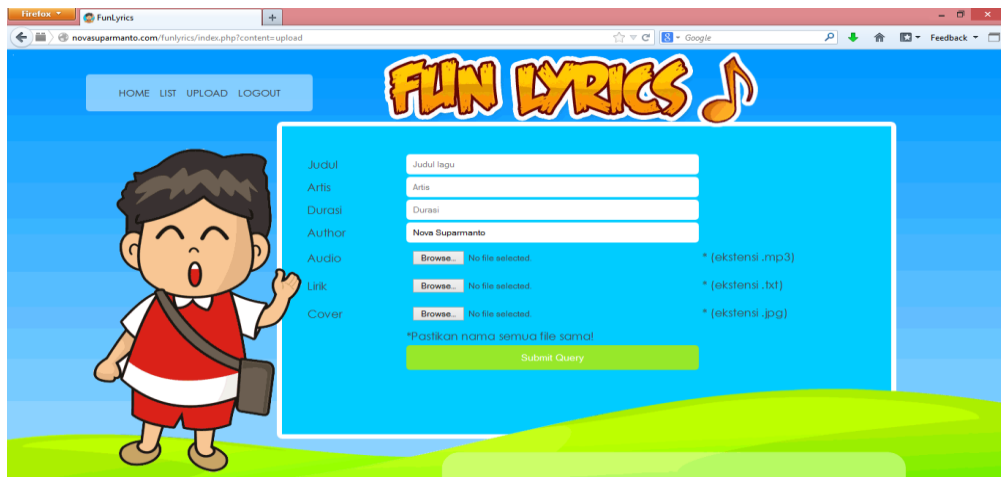 Firefox
FunLyrics
novasuparmanto.com/funlyrics/index.php?content=upload
Google
Feedback
HOME LIST UPLOAD LOGOUT
FUN LYRICS
Judul Judul lagu
Artis Artis
Durasi Durasi
Author Nova Suparmanto
Audio Browse... No file selected. * (ekstensi .mp3)
Lirik Browse... No file selected. * (ekstensi .txt)
Cover Browse... No file selected. * (ekstensi .jpg)
*Pastikan nama semua file sama!
Submit Query